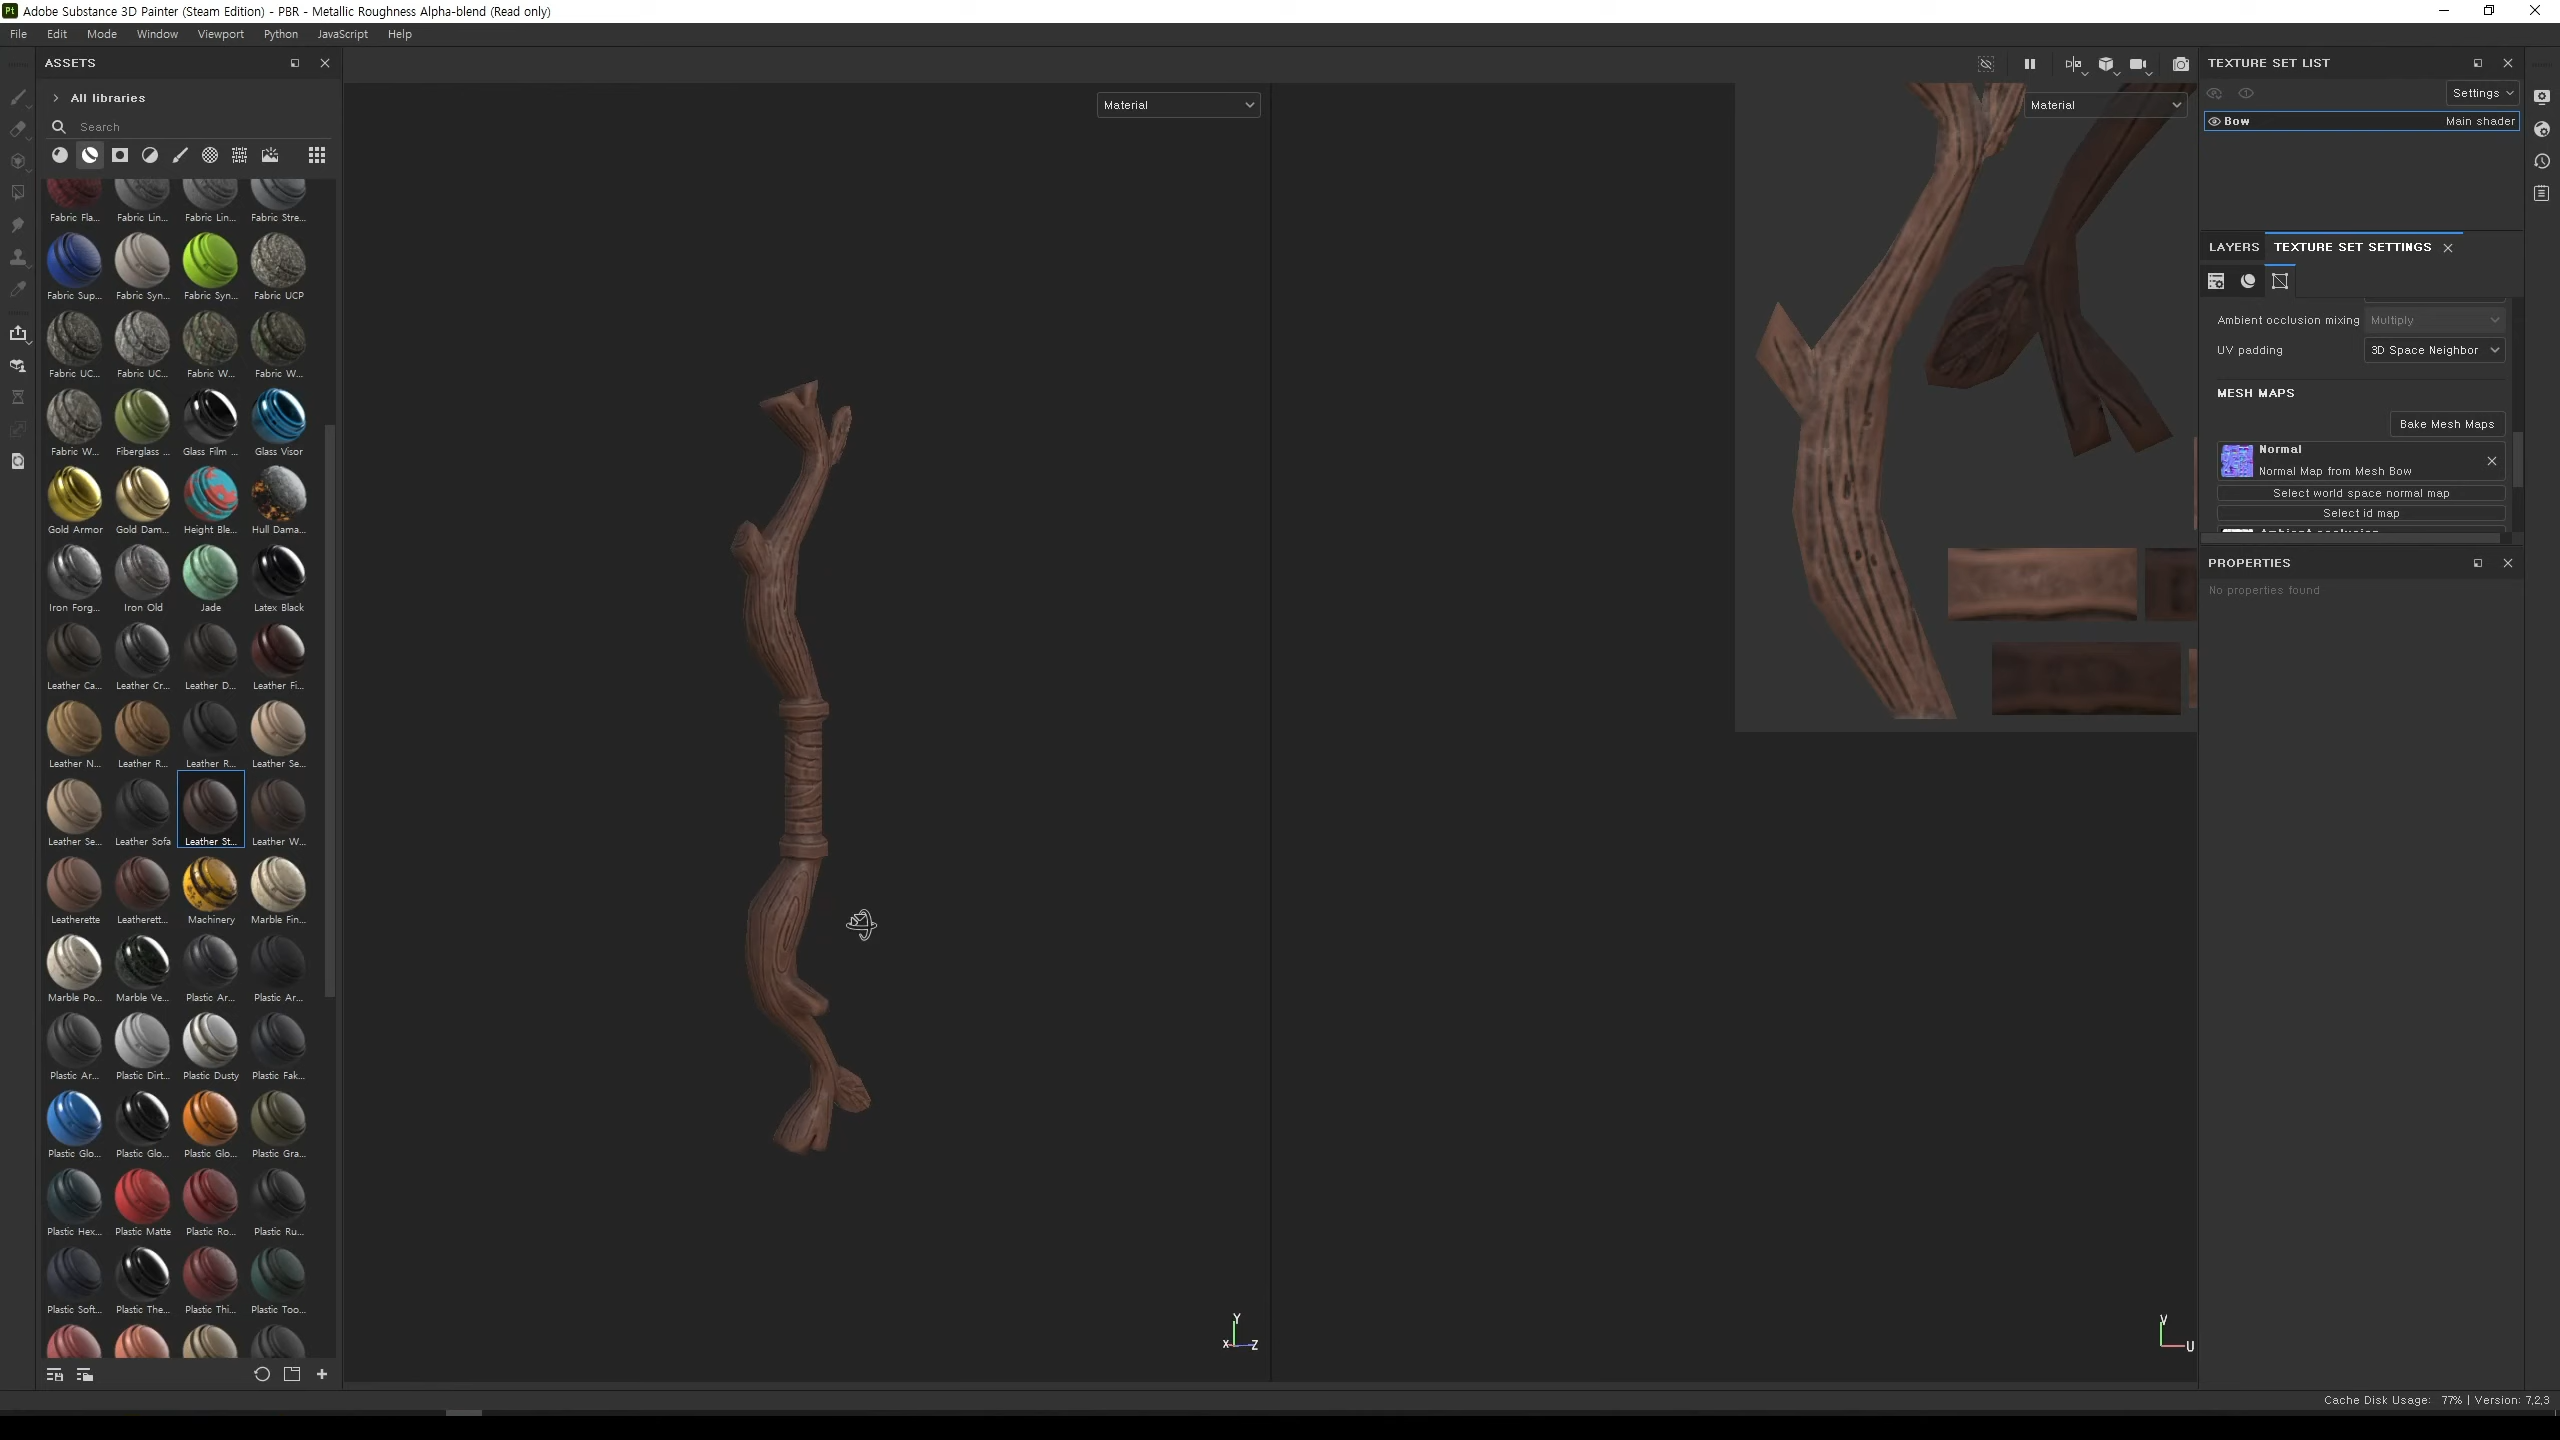 Adobe Substance 3D Painter (Steam Edition) - PBR - Metallic Roughness Alpha-blend (Read only)
File Edit Mode Window Viewport Python JavaScript Help
ASSETS
All libraries
Search
Fabric Fla... Fabric Lin... Fabric Lin... Fabric Stre...
Fabric Sup... Fabric Syn... Fabric Syn... Fabric UCP
Fabric UC... Fabric UC... Fabric W... Fabric W...
Fabric W... Fiberglass ... Glass Film ... Glass Visor
Gold Armor Gold Dam... Height Ble... Hull Dama...
Iron Forg... Iron Old Jade Latex Black
Leather Ca... Leather Cr... Leather D... Leather Fi...
Leather N... Leather R... Leather R... Leather Se...
Leather Se... Leather Sofa Leather St... Leather W...
Leatherette Leatherett... Machinery Marble Fin...
Marble Po... Marble Ve... Plastic Ar... Plastic Ar...
Plastic Ar... Plastic Dirt... Plastic Dusty Plastic Fak...
Plastic Glo... Plastic Glo... Plastic Glo... Plastic Gra...
Plastic Hex... Plastic Matte Plastic Ro... Plastic Ru...
Plastic Soft... Plastic The... Plastic Thi... Plastic Too...
Material
Y
X Z
Material
V
U
TEXTURE SET LIST
Settings
Bow Main shader
LAYERS TEXTURE SET SETTINGS
Ambient occlusion mixing Multiply
UV padding 3D Space Neighbor
MESH MAPS
Bake Mesh Maps
Normal
Normal Map from Mesh Bow
Select world space normal map
Select id map
PROPERTIES
No properties found
Cache Disk Usage: 77% | Version: 7.2.3